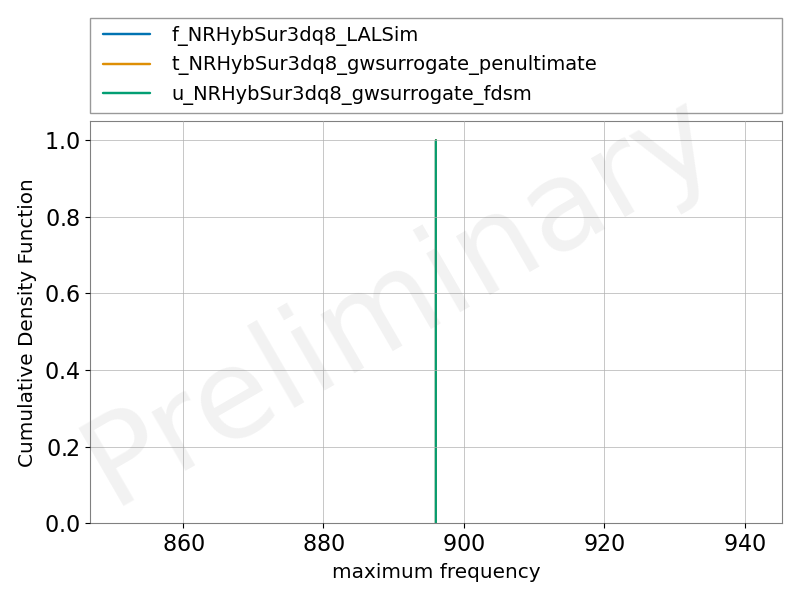 f_NRHybSur3dq8_LALSim
t_NRHybSur3dq8_gwsurrogate_penultimate
u_NRHybSur3dq8_gwsurrogate_fdsm
Preliminary
Cumulative Density Function
1.0
0.8
0.6
0.4
0.2
0.0
860 880 900 920 940
maximum frequency